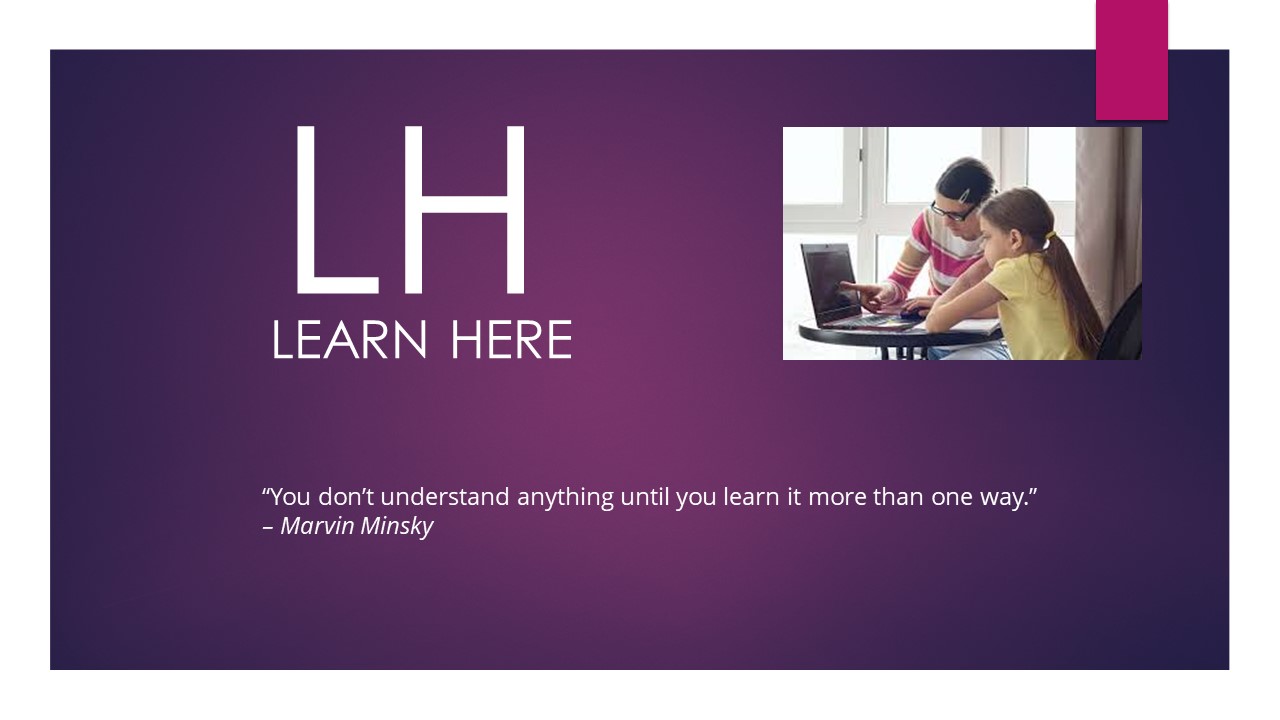 LH
LEARN HERE
“You don’t understand anything until you learn it more than one way.”
– Marvin Minsky